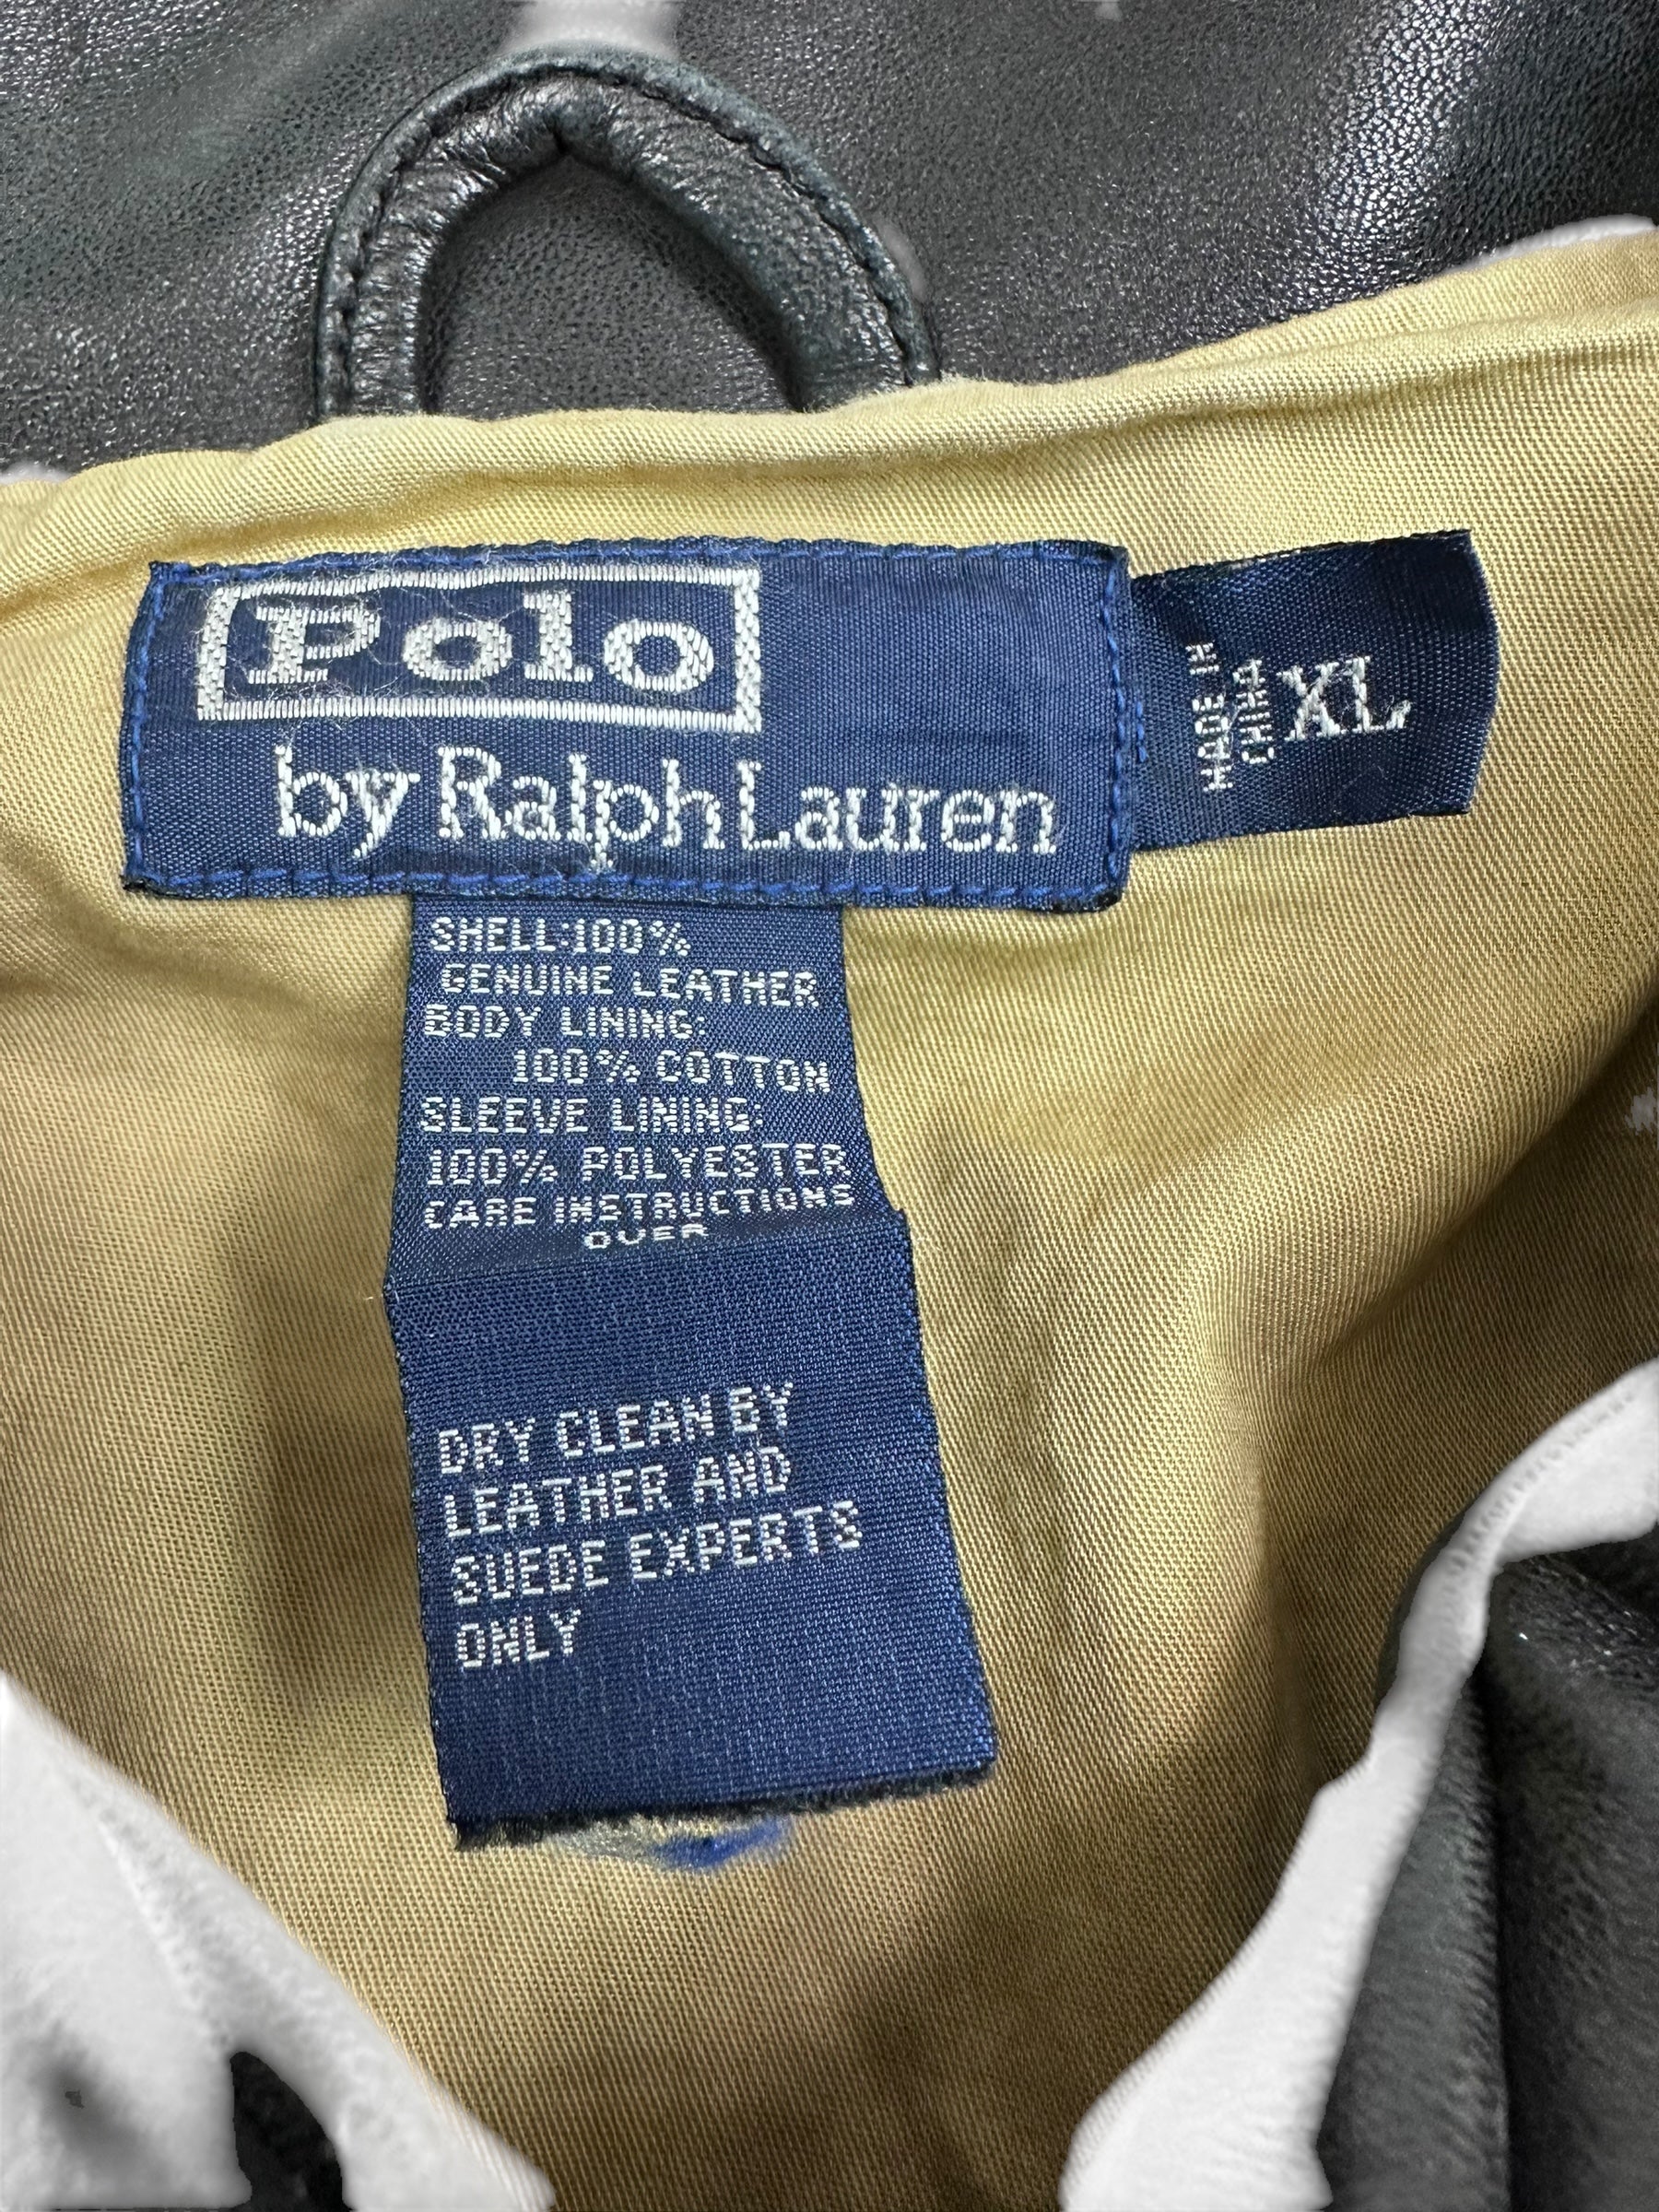 Polo
by Ralph Lauren
MADE IN
CHINA
XL
SHELL:100%
GENUINE LEATHER
BODY LINING:
100% COTTON
SLEEVE LINING:
100% POLYESTER
CARE INSTRUCTIONS
OVER
DRY CLEAN BY
LEATHER AND
SUEDE EXPERTS
ONLY